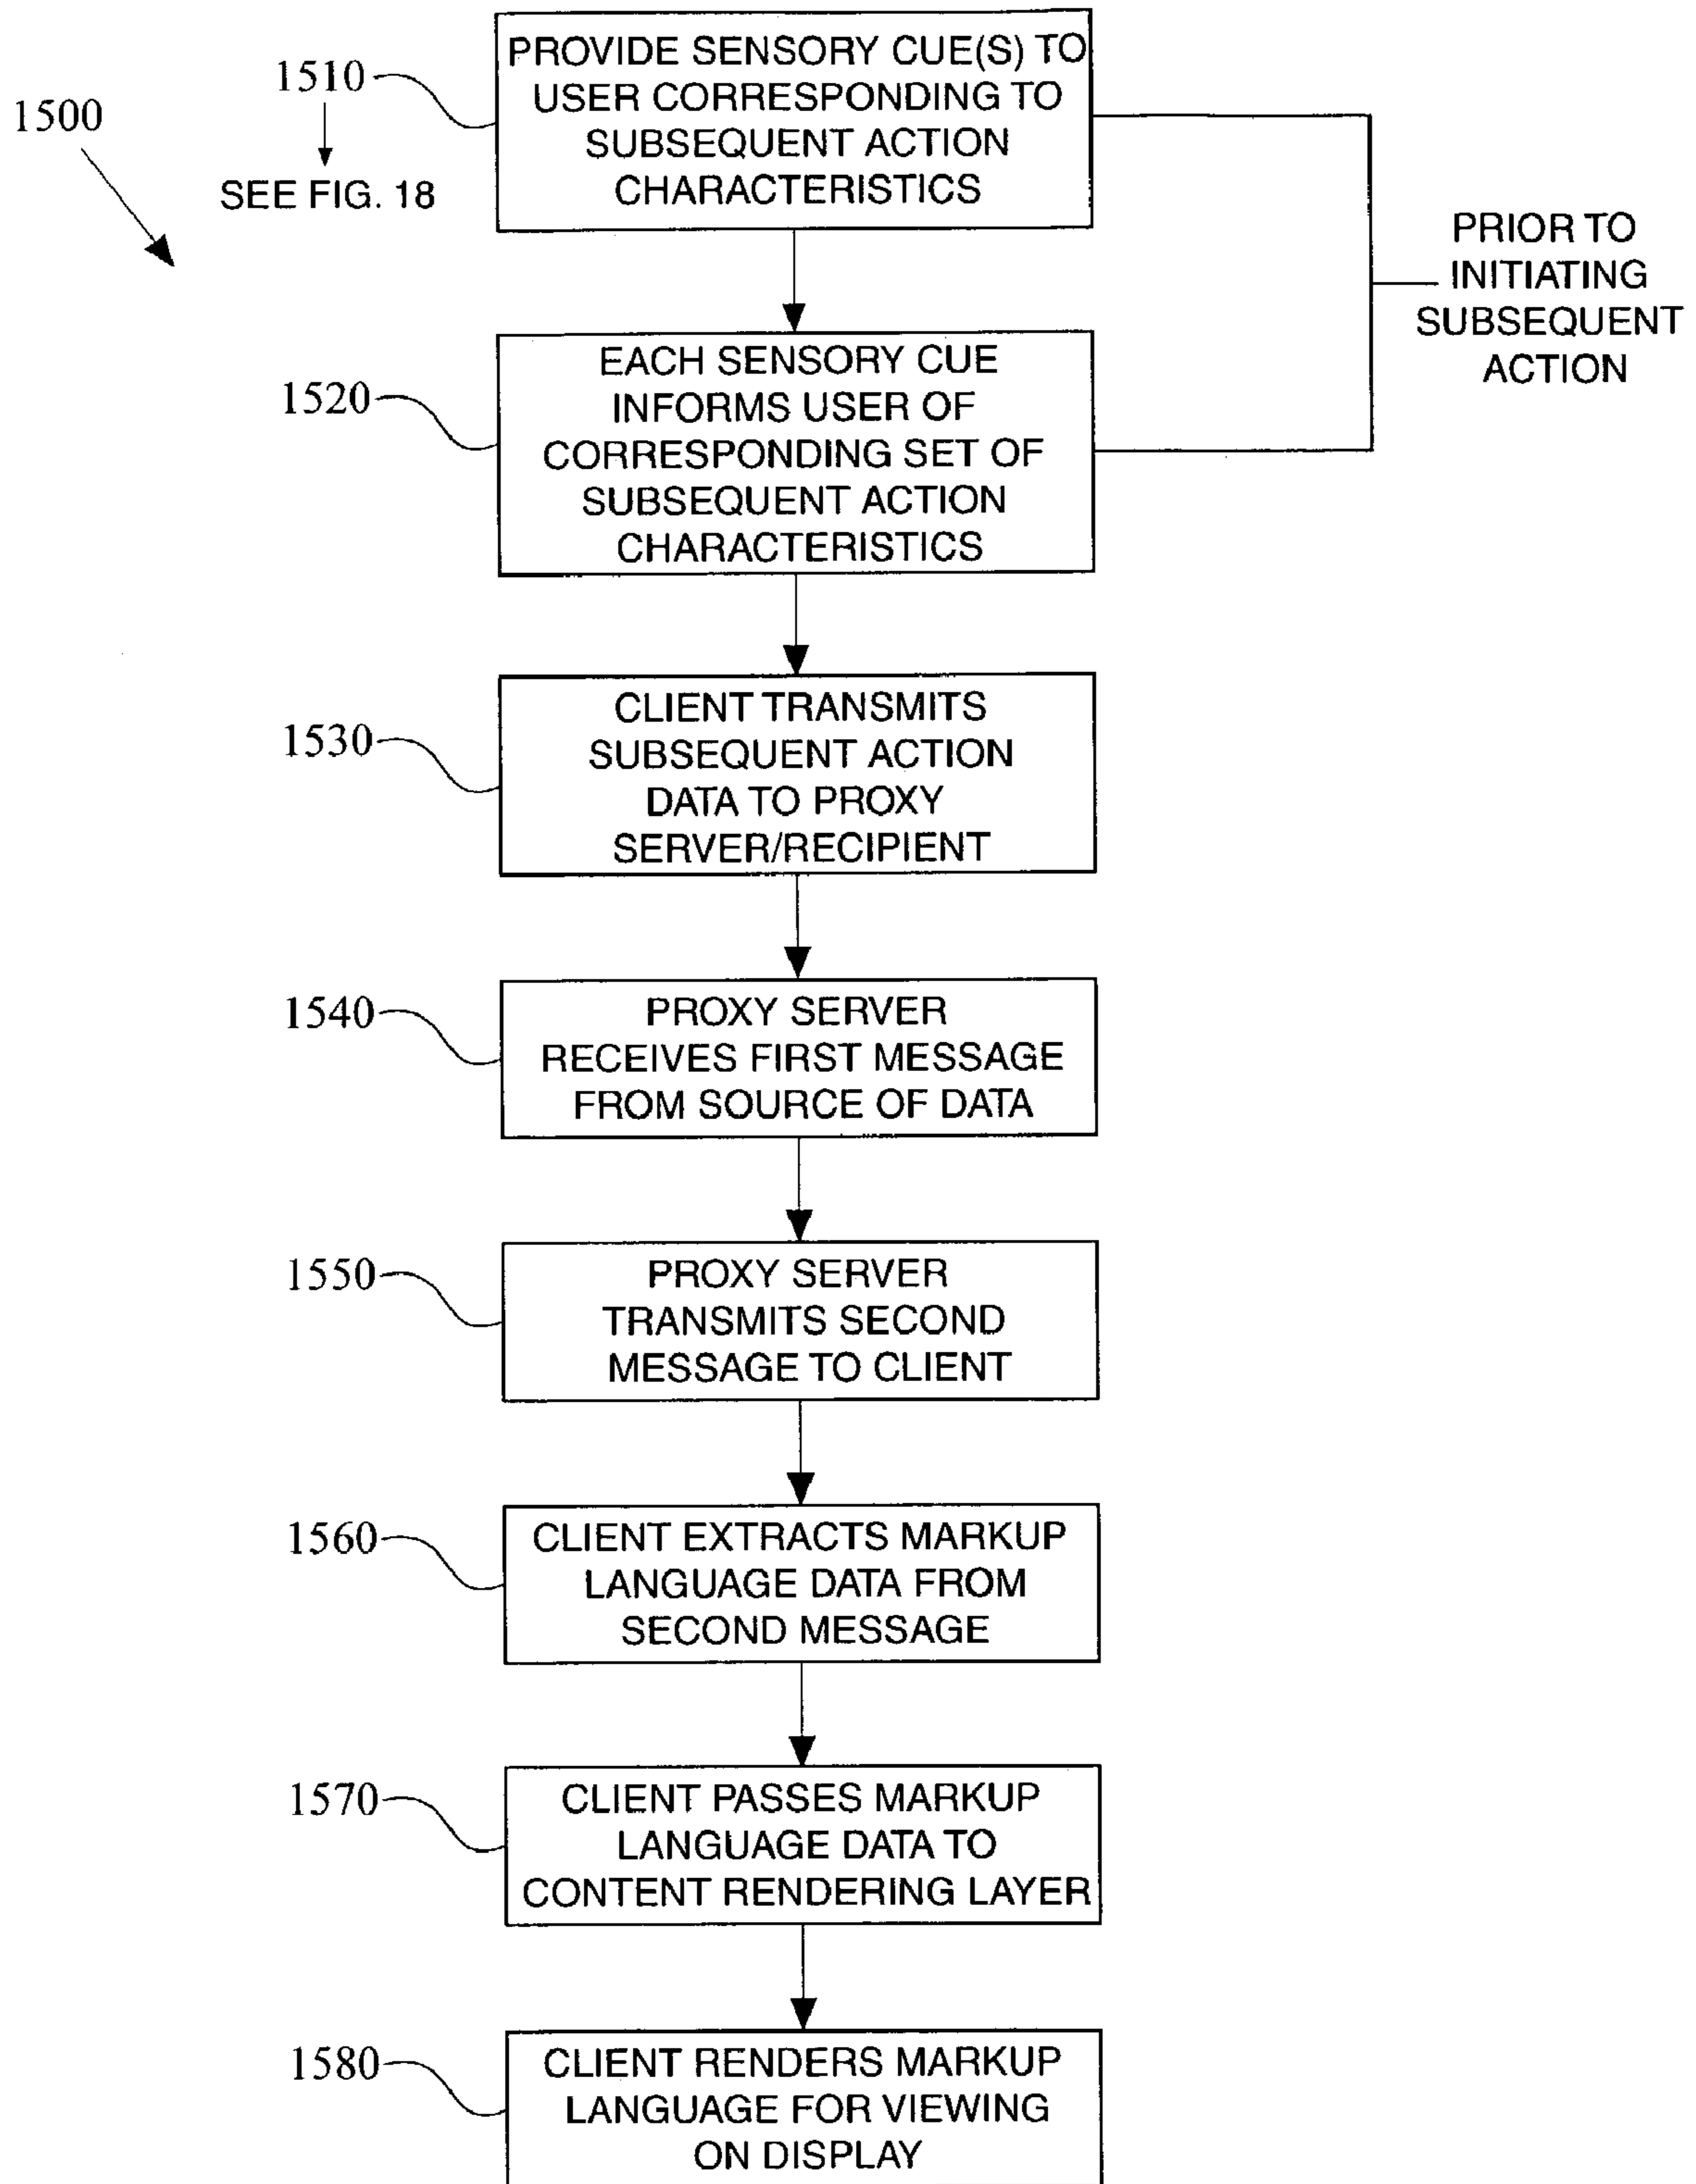 1500
1510
SEE FIG. 18
PROVIDE SENSORY CUE(S) TO
USER CORRESPONDING TO
SUBSEQUENT ACTION
CHARACTERISTICS
PRIOR TO
INITIATING
SUBSEQUENT
ACTION
1520
EACH SENSORY CUE
INFORMS USER OF
CORRESPONDING SET OF
SUBSEQUENT ACTION
CHARACTERISTICS
1530
CLIENT TRANSMITS
SUBSEQUENT ACTION
DATA TO PROXY
SERVER/RECIPIENT
1540
PROXY SERVER
RECEIVES FIRST MESSAGE
FROM SOURCE OF DATA
1550
PROXY SERVER
TRANSMITS SECOND
MESSAGE TO CLIENT
1560
CLIENT EXTRACTS MARKUP
LANGUAGE DATA FROM
SECOND MESSAGE
1570
CLIENT PASSES MARKUP
LANGUAGE DATA TO
CONTENT RENDERING LAYER
1580
CLIENT RENDERS MARKUP
LANGUAGE FOR VIEWING
ON DISPLAY